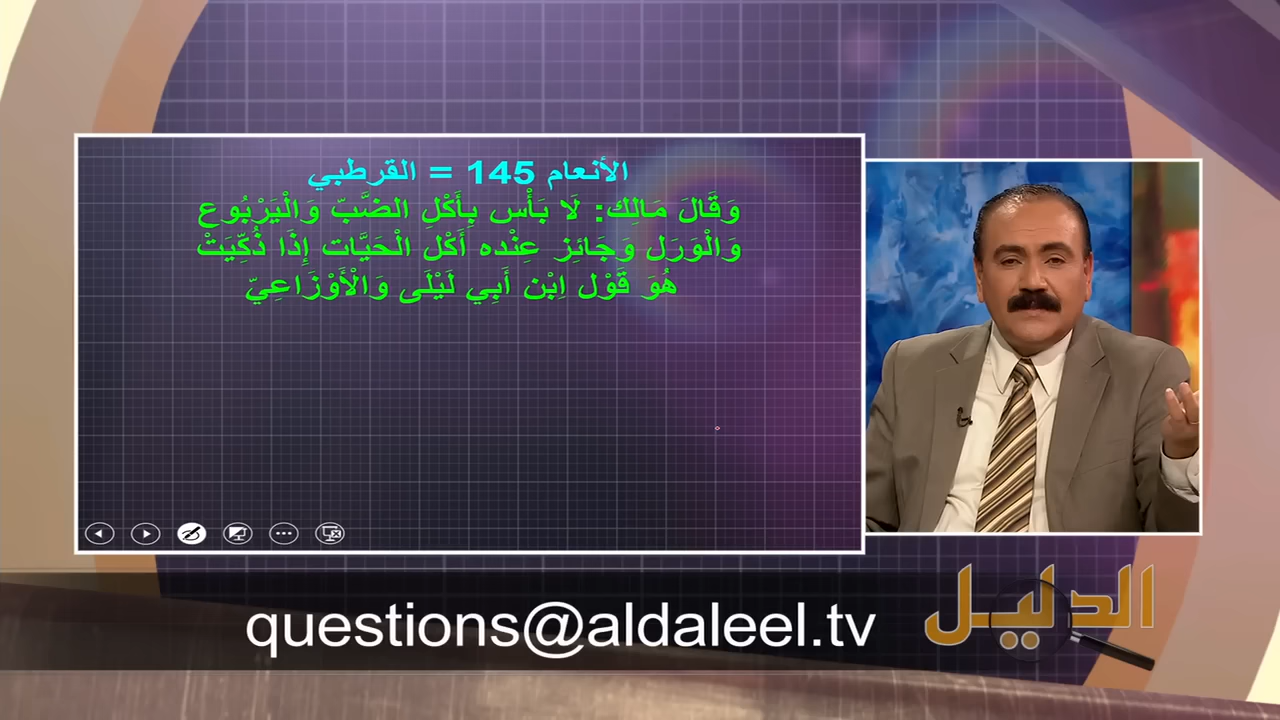 الأنعام 145 = القرطبي
وَقَالَ مَالِك: لَا بَأْس بِأَكْلِ الضَّبّ وَالْيَرْبُوع
وَالْوَرَل وَجَائِز عِنْده أَكْل الْحَيَّات إِذَا ذُكِّيَتْ
هُوَ قَوْل اِبْن أَبِي لَيْلَى وَالْأَوْزَاعِيّ
questions@aldaleel.tv
الدليل